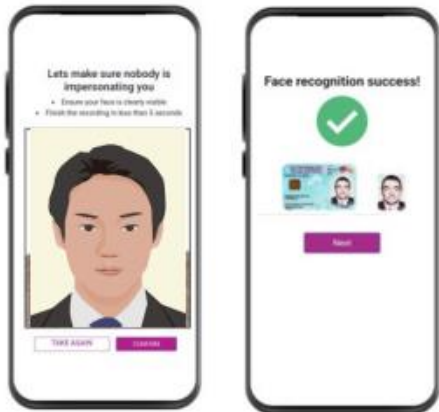 Lets make sure nobody is
impersonating you
• Ensure your face is clearly visible
• Finish the recording in less than 5 seconds
TAKE AGAIN
CONFIRM
Face recognition success!
Next